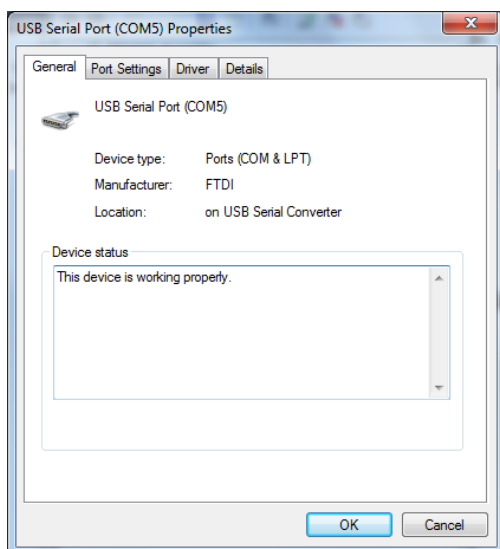 USB Serial Port (COM5) Properties
General Port Settings Driver Details
USB Serial Port (COM5)
Device type: Ports (COM & LPT)
Manufacturer: FTDI
Location: on USB Serial Converter
Device status
This device is working properly.
OK Cancel